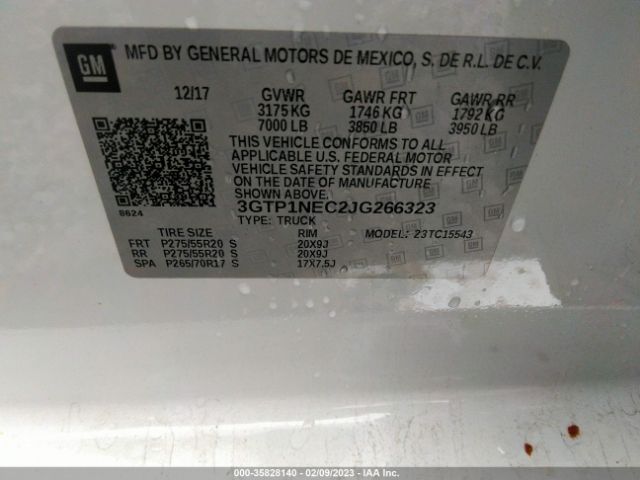 GM
MFD BY GENERAL MOTORS DE MEXICO, S. DE R.L. DE C.V.
12/17 GVWR GAWR FRT GAWR RR
3175 KG 1746 KG 1792 KG
7000 LB 3850 LB 3950 LB
THIS VEHICLE CONFORMS TO ALL
APPLICABLE U.S. FEDERAL MOTOR
VEHICLE SAFETY STANDARDS IN EFFECT
ON THE DATE OF MANUFACTURE
SHOWN ABOVE.
8624
3GTP1NEC2JG266323
TYPE: TRUCK MODEL: 23TC15543
TIRE SIZE RIM
FRT P275/55R20 S 20X9J
RR P275/55R20 S 20X9J
SPA P265/70R17 S 17X7.5J
000-35828140 - 02/09/2023 - IAA Inc.